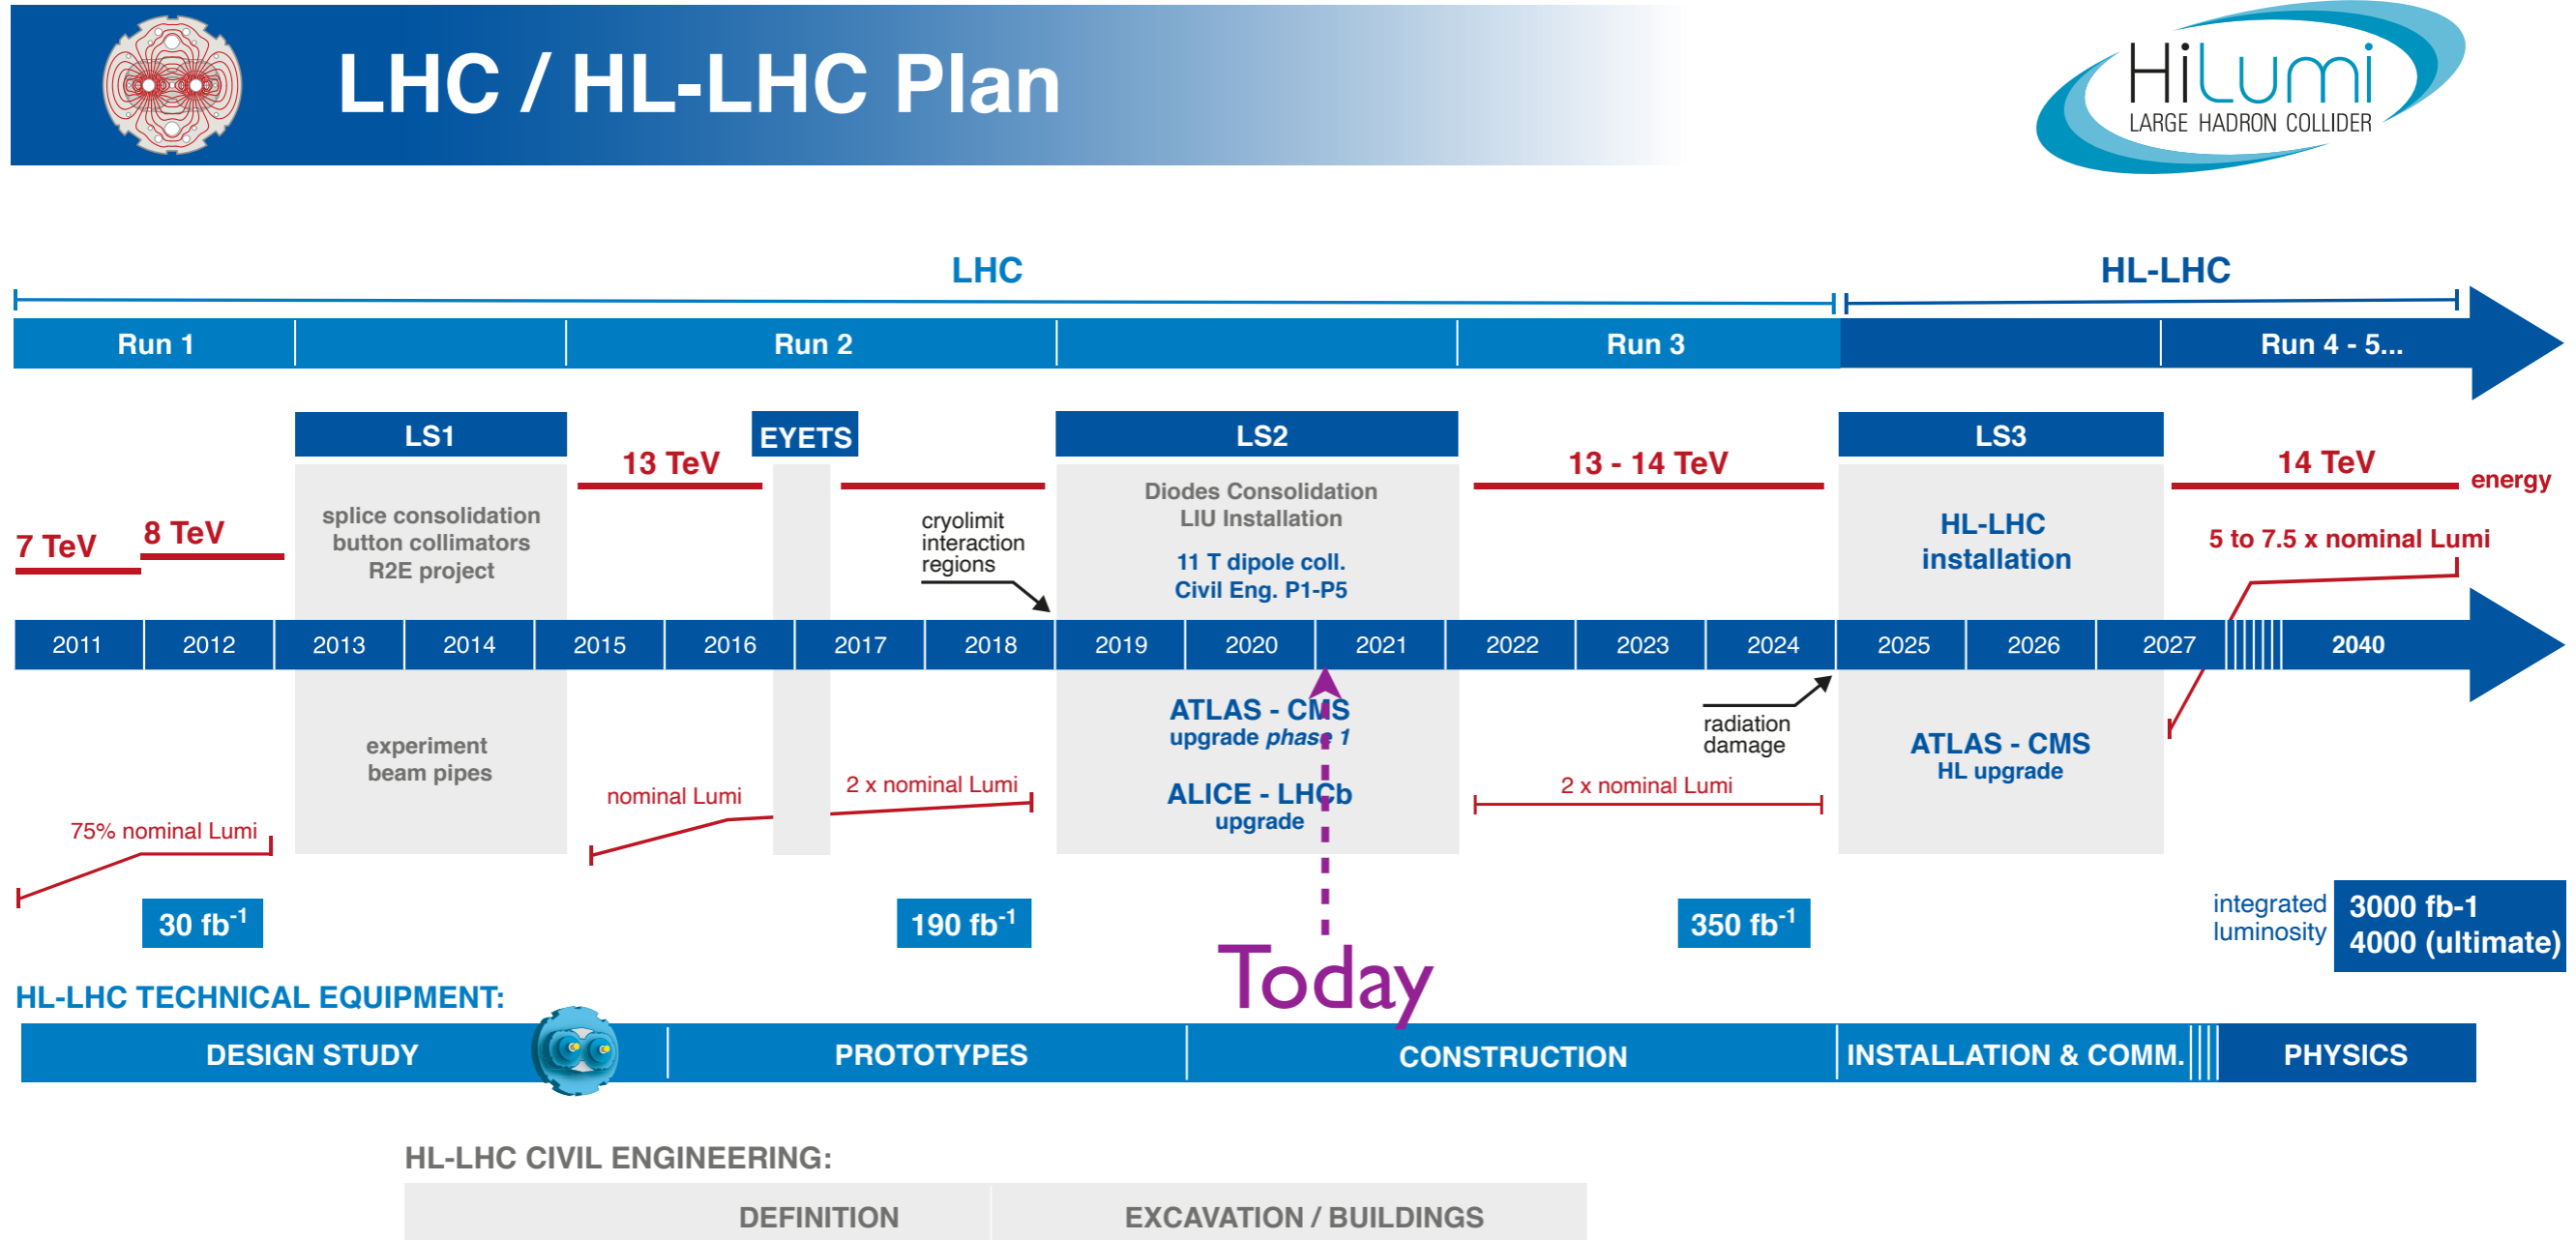 LHC / HL-LHC Plan
HiLumi
LARGE HADRON COLLIDER
LHC
HL-LHC
Run 1
Run 2
Run 3
Run 4 - 5...
LS1
EYETS
LS2
LS3
13 TeV
13 - 14 TeV
14 TeV
energy
7 TeV
8 TeV
splice consolidation
button collimators
R2E project
cryolimit
interaction
regions
Diodes Consolidation
LIU Installation
11 T dipole coll.
Civil Eng. P1-P5
HL-LHC
installation
5 to 7.5 x nominal Lumi
2011
2012
2013
2014
2015
2016
2017
2018
2019
2020
2021
2022
2023
2024
2025
2026
2027
2040
experiment
beam pipes
ATLAS - CMS
upgrade phase 1
ALICE - LHCb
upgrade
radiation
damage
ATLAS - CMS
HL upgrade
75% nominal Lumi
nominal Lumi
2 x nominal Lumi
2 x nominal Lumi
30 fb-1
190 fb-1
350 fb-1
integrated
luminosity
3000 fb-1
4000 (ultimate)
Today
HL-LHC TECHNICAL EQUIPMENT:
DESIGN STUDY
PROTOTYPES
CONSTRUCTION
INSTALLATION & COMM.
PHYSICS
HL-LHC CIVIL ENGINEERING:
DEFINITION
EXCAVATION / BUILDINGS